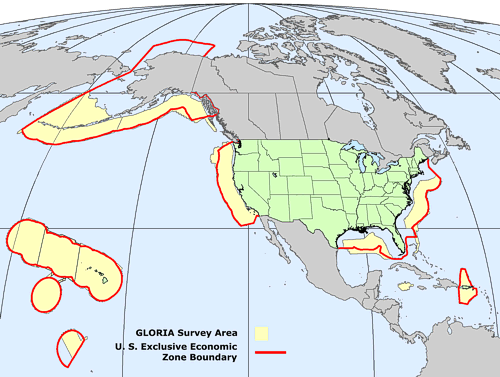 GLORIA Survey Area
U. S. Exclusive Economic
Zone Boundary